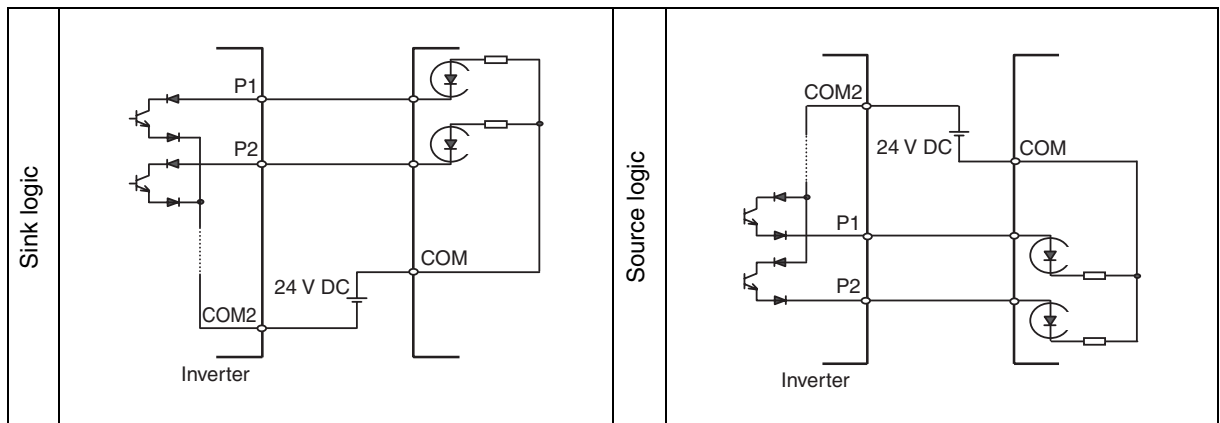 Sink logic
P1
P2
COM
24 V DC
COM2
Inverter
Source logic
COM2
24 V DC
COM
P1
P2
Inverter